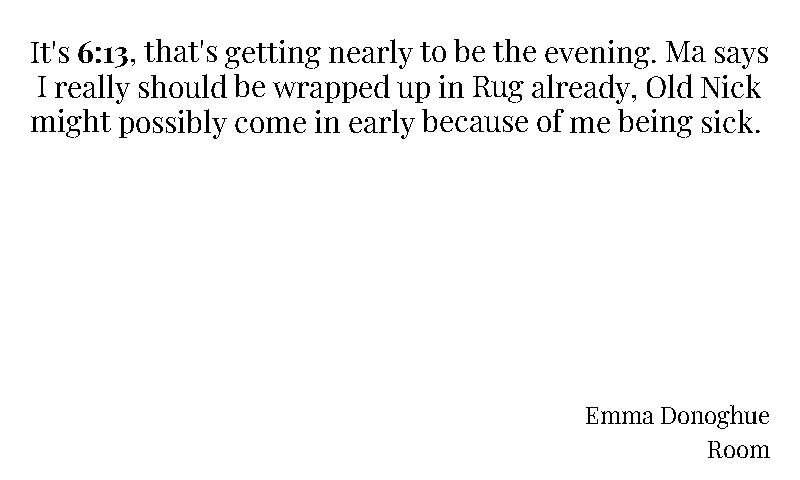 It's 6:13, that's getting nearly to be the evening. Ma says
I really should be wrapped up in Rug already, Old Nick
might possibly come in early because of me being sick.
Emma Donoghue
Room